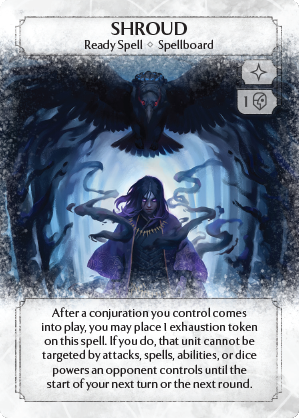 SHROUD
Ready Spell ⟡ Spellboard
1
After a conjuration you control comes
into play, you may place 1 exhaustion token
on this spell. If you do, that unit cannot be
targeted by attacks, spells, abilities, or dice
powers an opponent controls until the
start of your next turn or the next round.